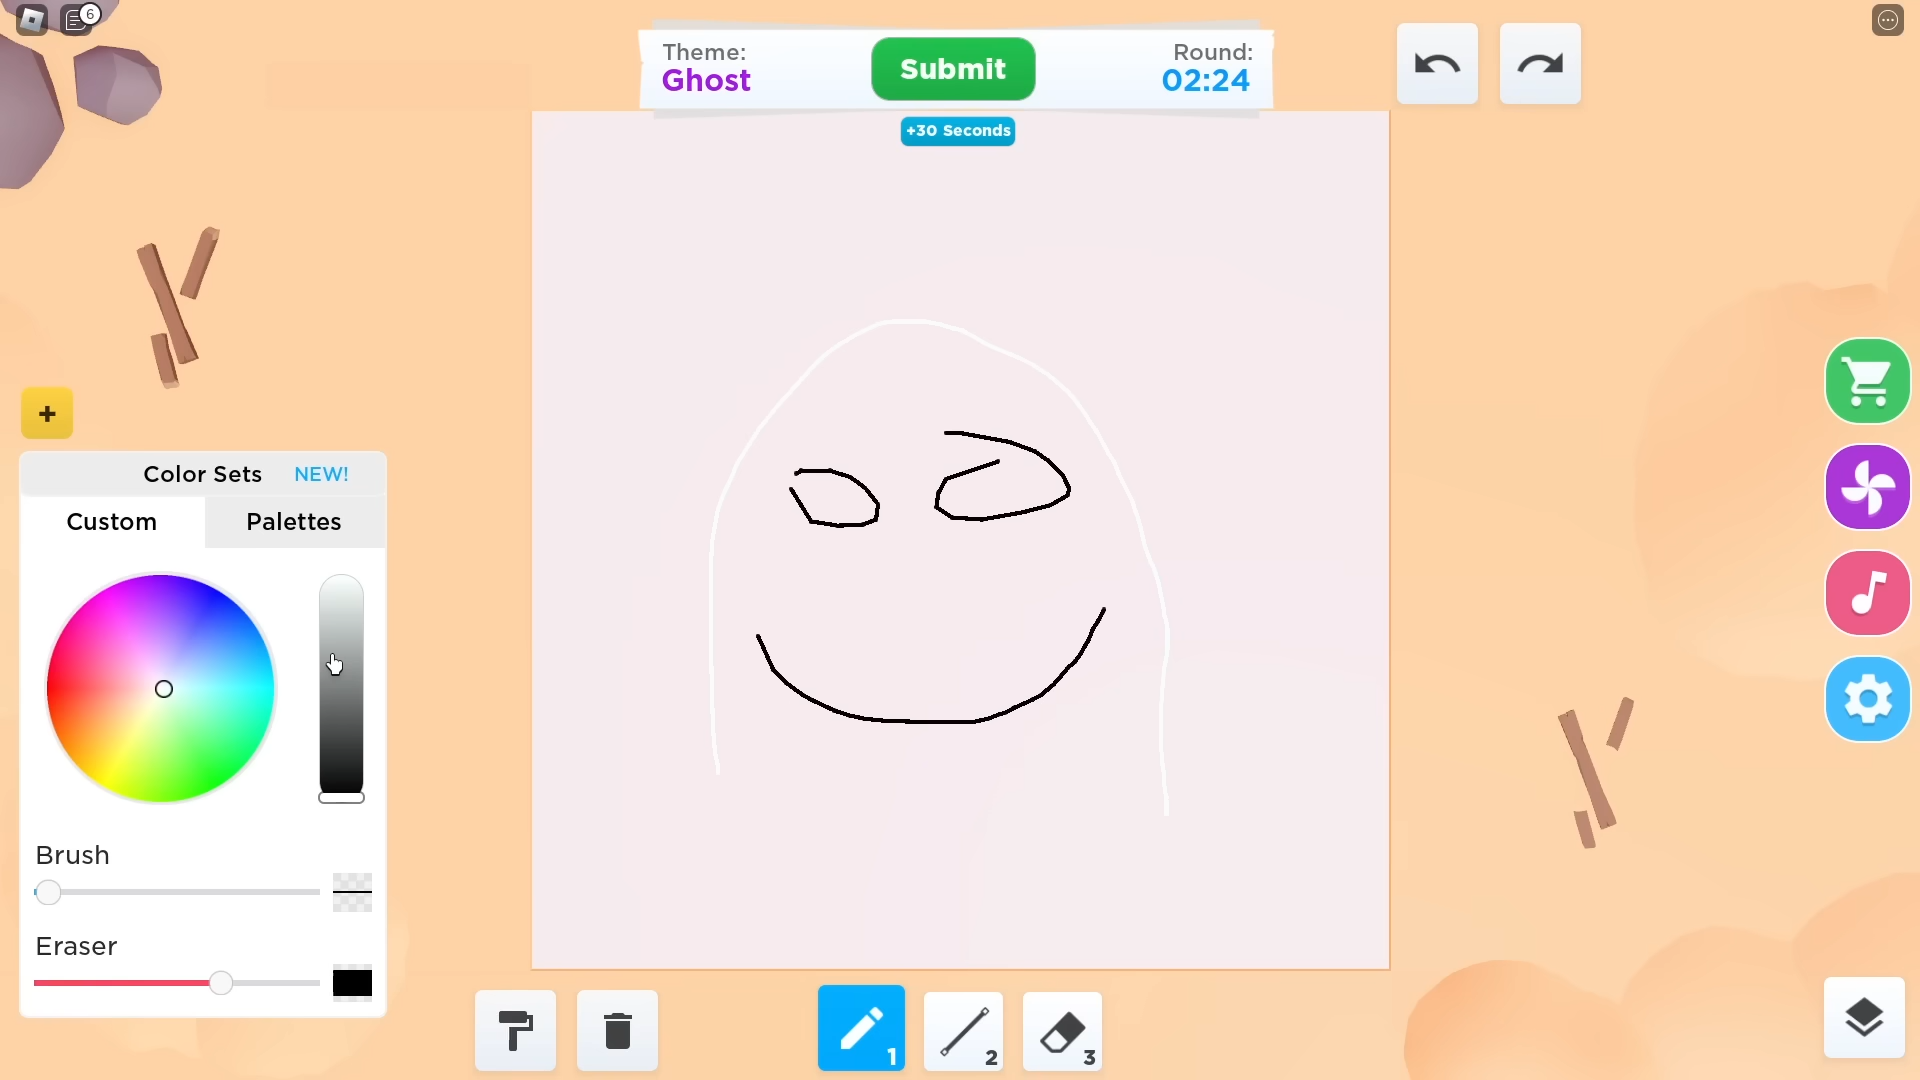 6
Theme:
Ghost
Submit
Round:
02:24
+30 Seconds
+
Color Sets NEW!
Custom Palettes
Brush
Eraser
1
2
3